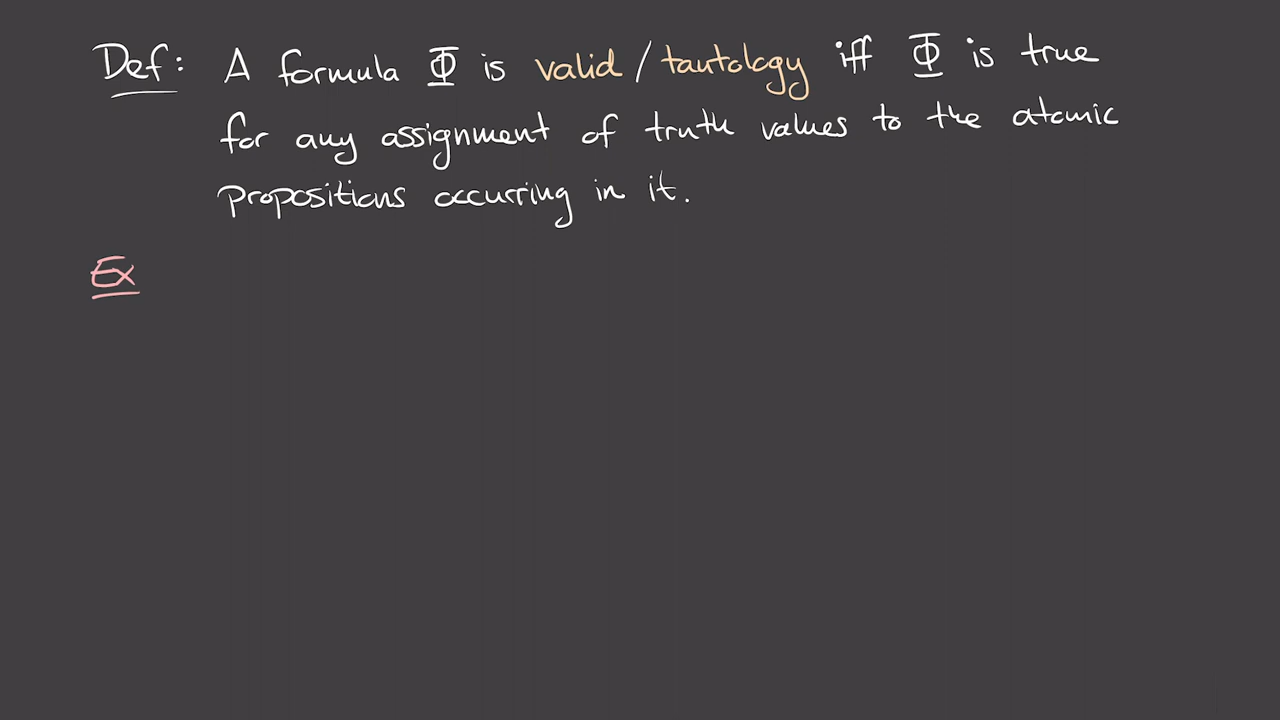 Def: A formula Φ is valid / tautology iff Φ is true
for any assignment of truth values to the atomic
propositions occurring in it.
Ex